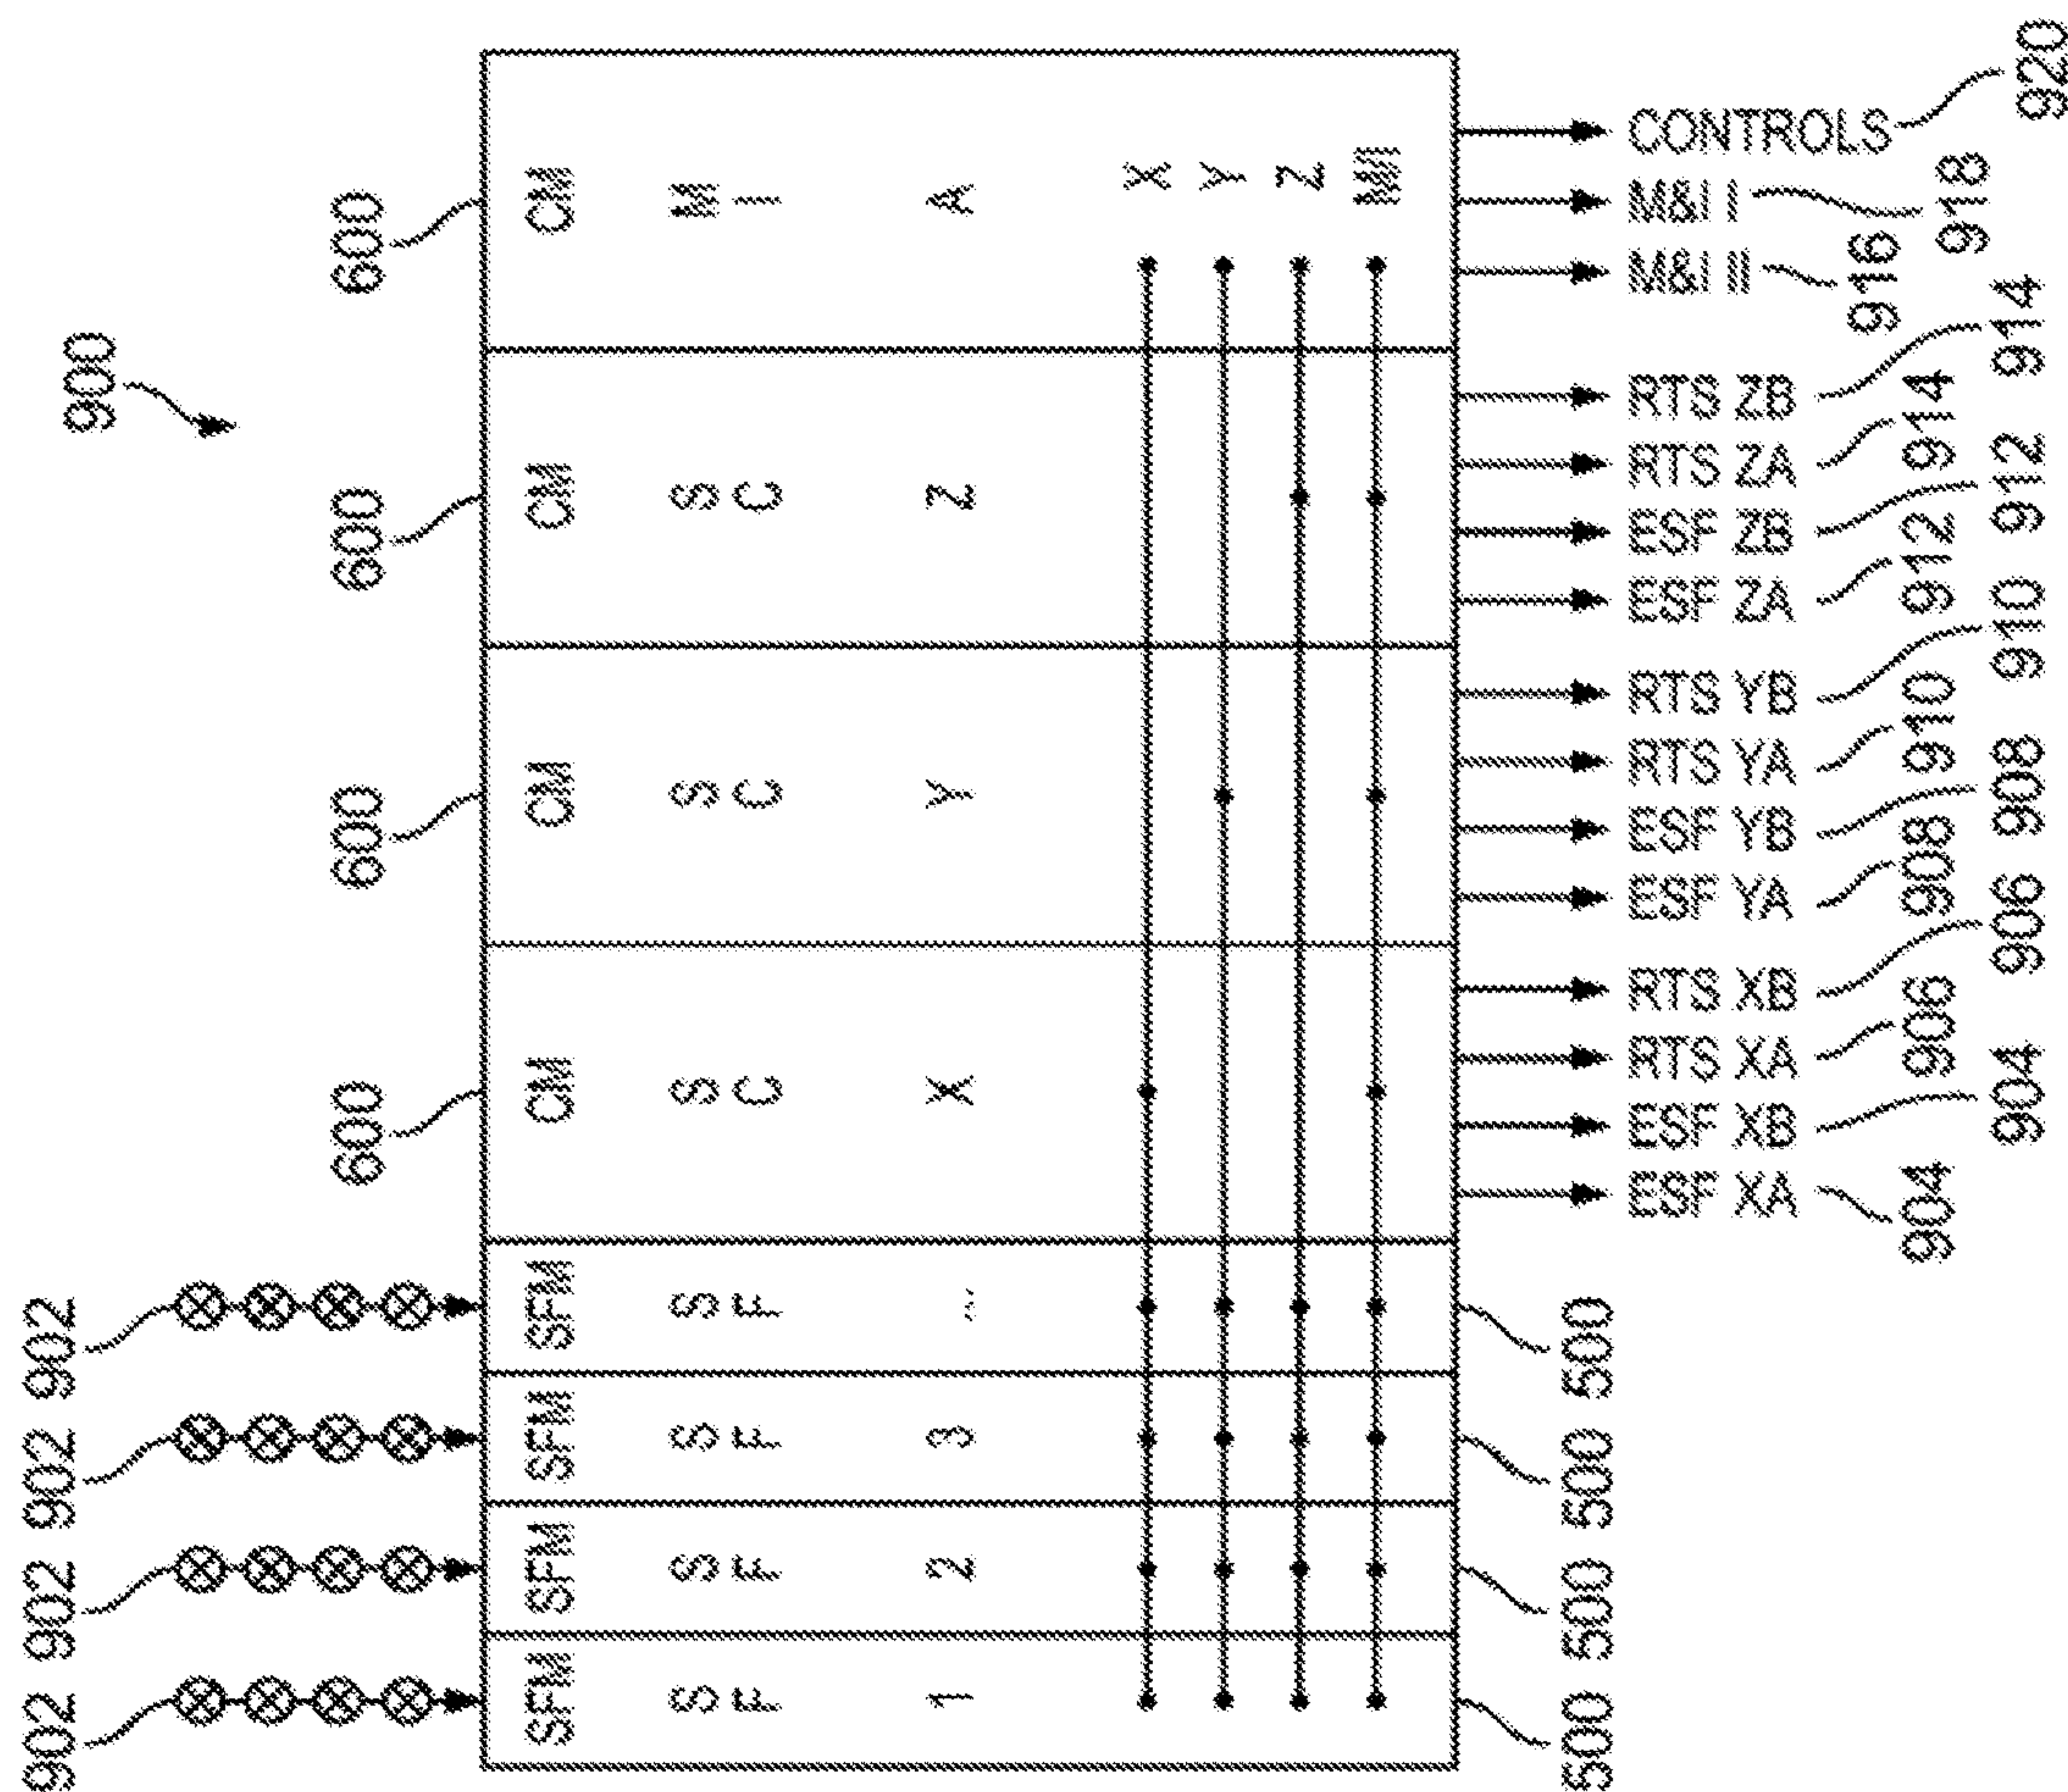 900
902 902 902 902
600 600 600 600
SFM SFM SFM SFM CM CM CM CM
S S S S S S S M
F F F F C C C I
1 2 3 ... X Y Z A
X
Y
Z
MI
500 500 500 500
ESF XA ESF XB RTS XA RTS XB ESF YA ESF YB RTS YA RTS YB ESF ZA ESF ZB RTS ZA RTS ZB M&I II M&I I CONTROLS
904 906 908 910 912 914 916 918
904 906 908 910 912 914 920